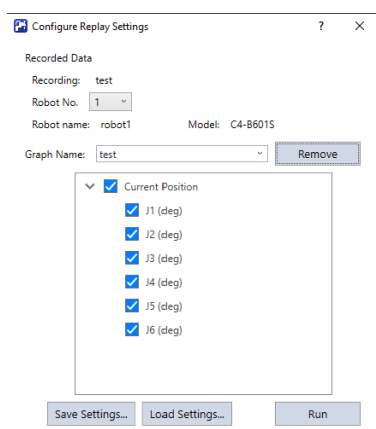 Configure Replay Settings ? ×
Recorded Data
Recording: test
Robot No. 1
Robot name: robot1 Model: C4-B601S
Graph Name: test Remove
Current Position
J1 (deg)
J2 (deg)
J3 (deg)
J4 (deg)
J5 (deg)
J6 (deg)
Save Settings... Load Settings... Run